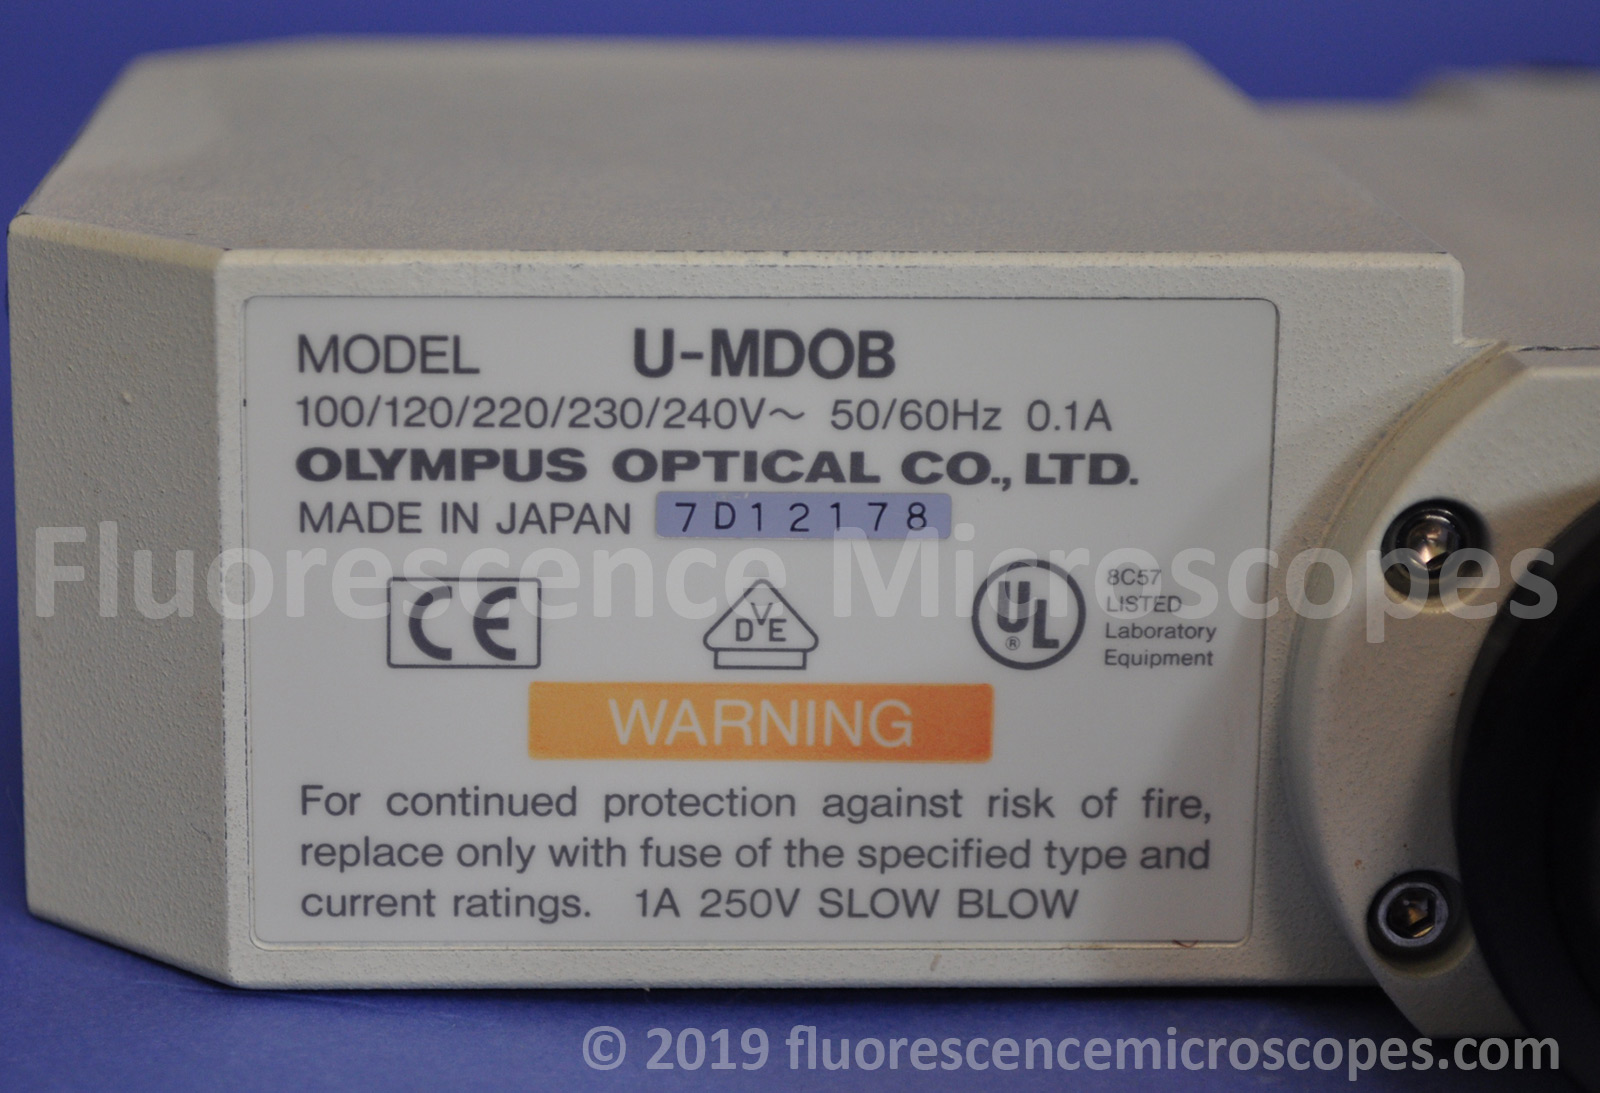 MODEL U-MDOB
100/120/220/230/240V~ 50/60Hz 0.1A
OLYMPUS OPTICAL CO., LTD.
MADE IN JAPAN 7D12178
Fluorescence Microscopes
CE
VDE
UL ®
8C57
LISTED
Laboratory
Equipment
WARNING
For continued protection against risk of fire,
replace only with fuse of the specified type and
current ratings. 1A 250V SLOW BLOW
© 2019 fluorescencemicroscopes.com